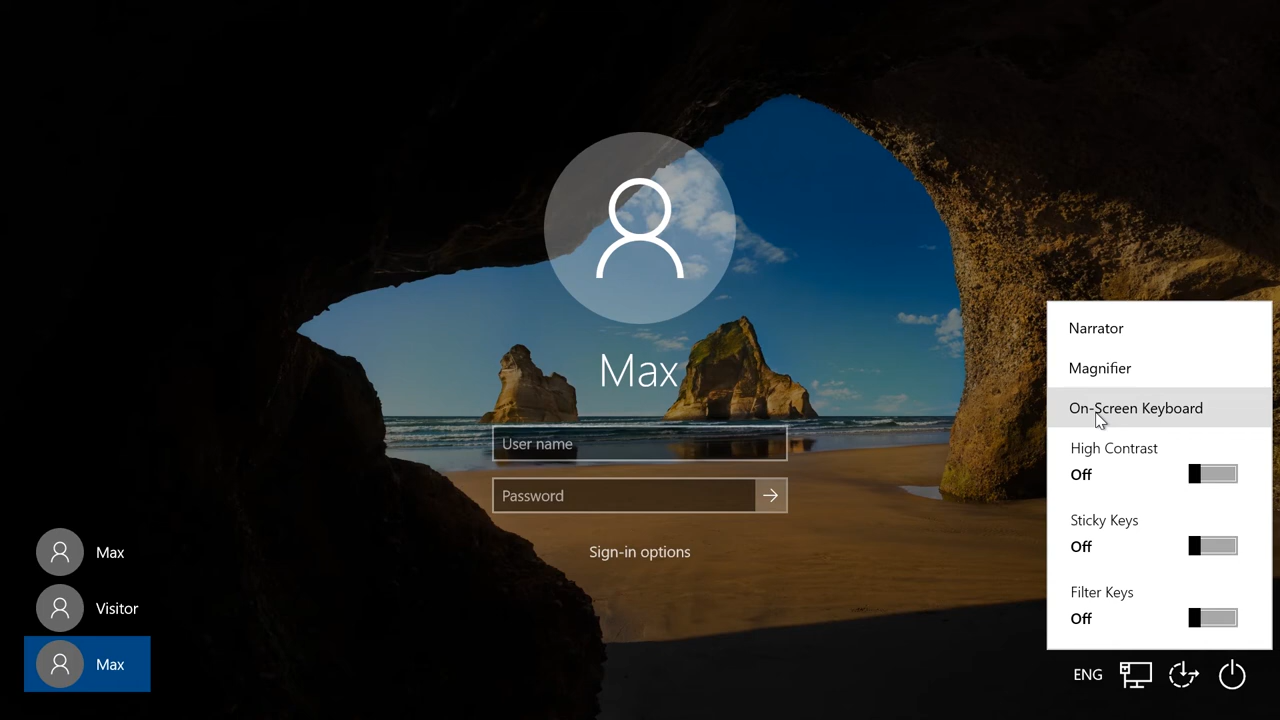 Max
User name
Password
Sign-in options
Max
Visitor
Max
Narrator
Magnifier
On-Screen Keyboard
High Contrast
Off
Sticky Keys
Off
Filter Keys
Off
ENG